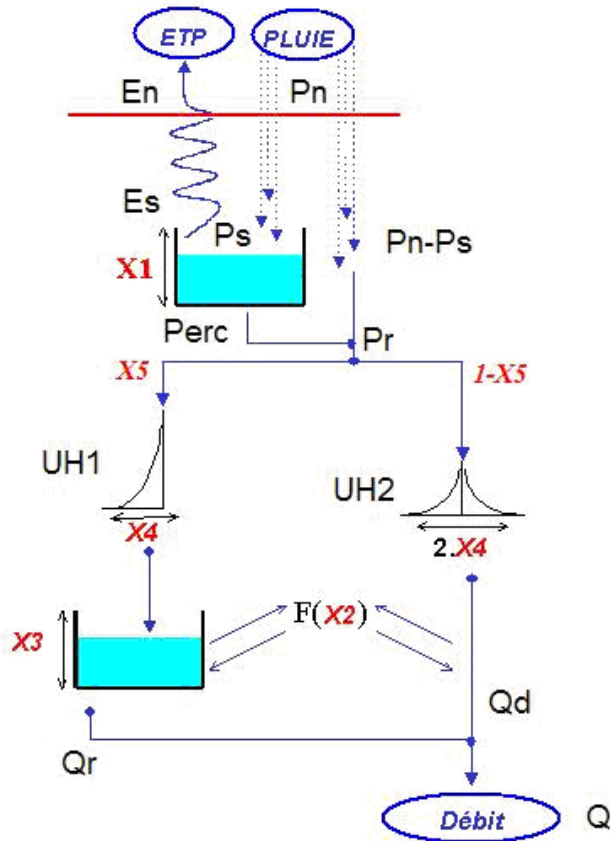 ETP PLUIE
En Pn
Es
Ps Pn-Ps
X1
Perc Pr
X5 1-X5
UH1 UH2
X4 2.X4
F(X2)
X3
Qd
Qr
Débit Q